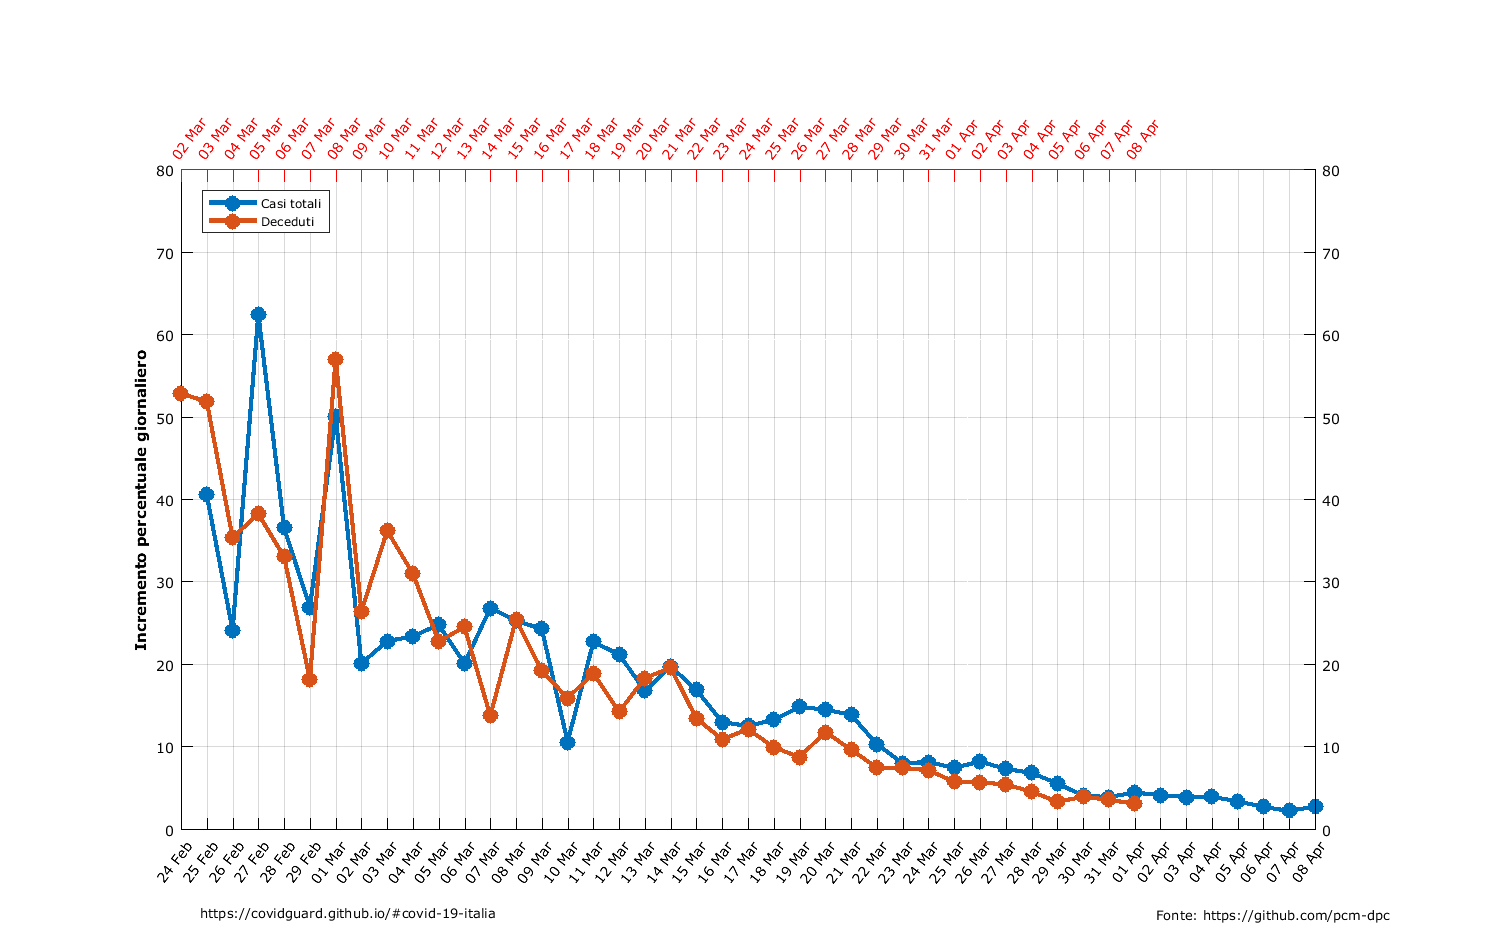 02 Mar 03 Mar 04 Mar 05 Mar 06 Mar 07 Mar 08 Mar 09 Mar 10 Mar 11 Mar 12 Mar 13 Mar 14 Mar 15 Mar 16 Mar 17 Mar 18 Mar 19 Mar 20 Mar 21 Mar 22 Mar 23 Mar 24 Mar 25 Mar 26 Mar 27 Mar 28 Mar 29 Mar 30 Mar 31 Mar 01 Apr 02 Apr 03 Apr 04 Apr 05 Apr 06 Apr 07 Apr 08 Apr
80 80
Casi totali
Deceduti
70 70
60 60
50 50
40 40
30 30
20 20
10 10
0 0
Incremento percentuale giornaliero
24 Feb 25 Feb 26 Feb 27 Feb 28 Feb 29 Feb 01 Mar 02 Mar 03 Mar 04 Mar 05 Mar 06 Mar 07 Mar 08 Mar 09 Mar 10 Mar 11 Mar 12 Mar 13 Mar 14 Mar 15 Mar 16 Mar 17 Mar 18 Mar 19 Mar 20 Mar 21 Mar 22 Mar 23 Mar 24 Mar 25 Mar 26 Mar 27 Mar 28 Mar 29 Mar 30 Mar 31 Mar 01 Apr 02 Apr 03 Apr 04 Apr 05 Apr 06 Apr 07 Apr 08 Apr
https://covidguard.github.io/#covid-19-italia
Fonte: https://github.com/pcm-dpc